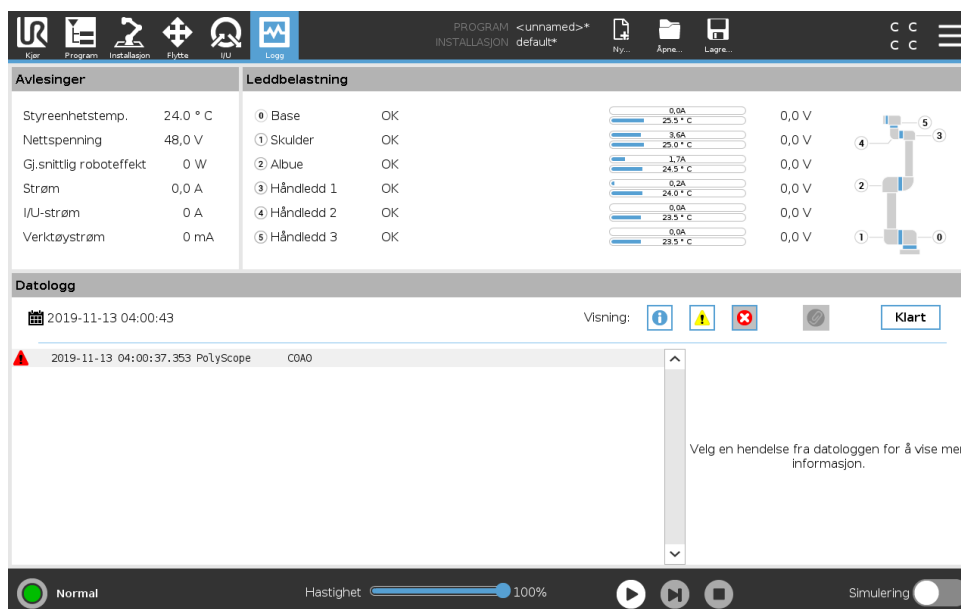 PROGRAM <unnamed>*
INSTALLASJON default*
C C
C C
Kjør Program Installasjon Flytte I/U Logg Ny... Åpne... Lagre...
Avlesinger
Styreenhetstemp. 24.0 ° C
Nettspenning 48,0 V
Gj.snittlig roboteffekt 0 W
Strøm 0,0 A
I/U-strøm 0 A
Verktøystrøm 0 mA
Leddbelastning
0 Base OK 0,0A 25.5 ° C 0,0 V
1 Skulder OK 3,6A 25.0 ° C 0,0 V
2 Albue OK 1,7A 24.5 ° C 0,0 V
3 Håndledd 1 OK 0,2A 24.0 ° C 0,0 V
4 Håndledd 2 OK 0,0A 23.5 ° C 0,0 V
5 Håndledd 3 OK 0,0A 23.5 ° C 0,0 V
5
4 3
2
1 0
Datologg
2019-11-13 04:00:43 Visning: Klart
2019-11-13 04:00:37.353 PolyScope C0A0
Velg en hendelse fra datologgen for å vise mer
informasjon.
Normal Hastighet 100% Simulering